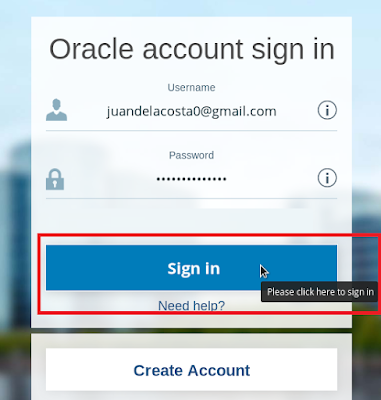 Oracle account sign in
Username
juandelacosta0@gmail.com
Password
••••••••••••••
Sign in
Please click here to sign in
Need help?
Create Account